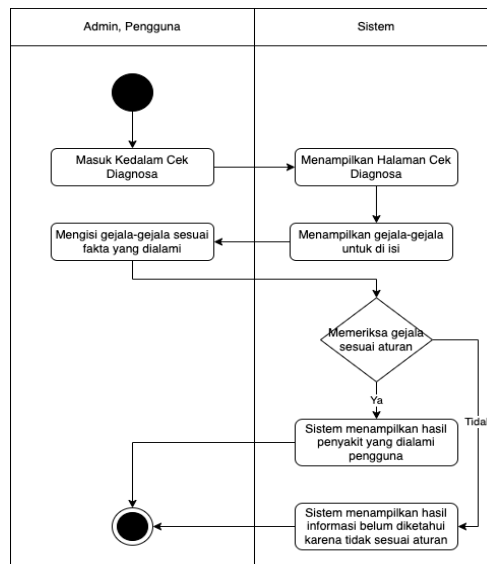 Admin, Pengguna
Sistem
Masuk Kedalam Cek
Diagnosa
Menampilkan Halaman Cek
Diagnosa
Mengisi gejala-gejala sesuai
fakta yang dialami
Menampilkan gejala-gejala
untuk di isi
Memeriksa gejala
sesuai aturan
Ya
Tidak
Sistem menampilkan hasil
penyakit yang dialami
pengguna
Sistem menampilkan hasil
informasi belum diketahui
karena tidak sesuai aturan